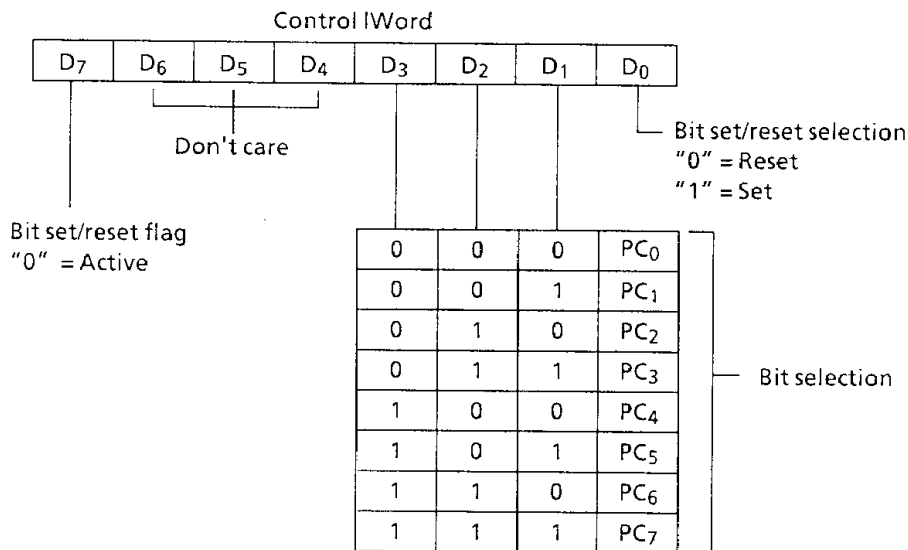 Control IWord
D7 D6 D5 D4 D3 D2 D1 D0
Don't care
Bit set/reset selection
"0" = Reset
"1" = Set
Bit set/reset flag
"0" = Active
0 0 0 PC0
0 0 1 PC1
0 1 0 PC2
0 1 1 PC3
1 0 0 PC4
1 0 1 PC5
1 1 0 PC6
1 1 1 PC7
Bit selection